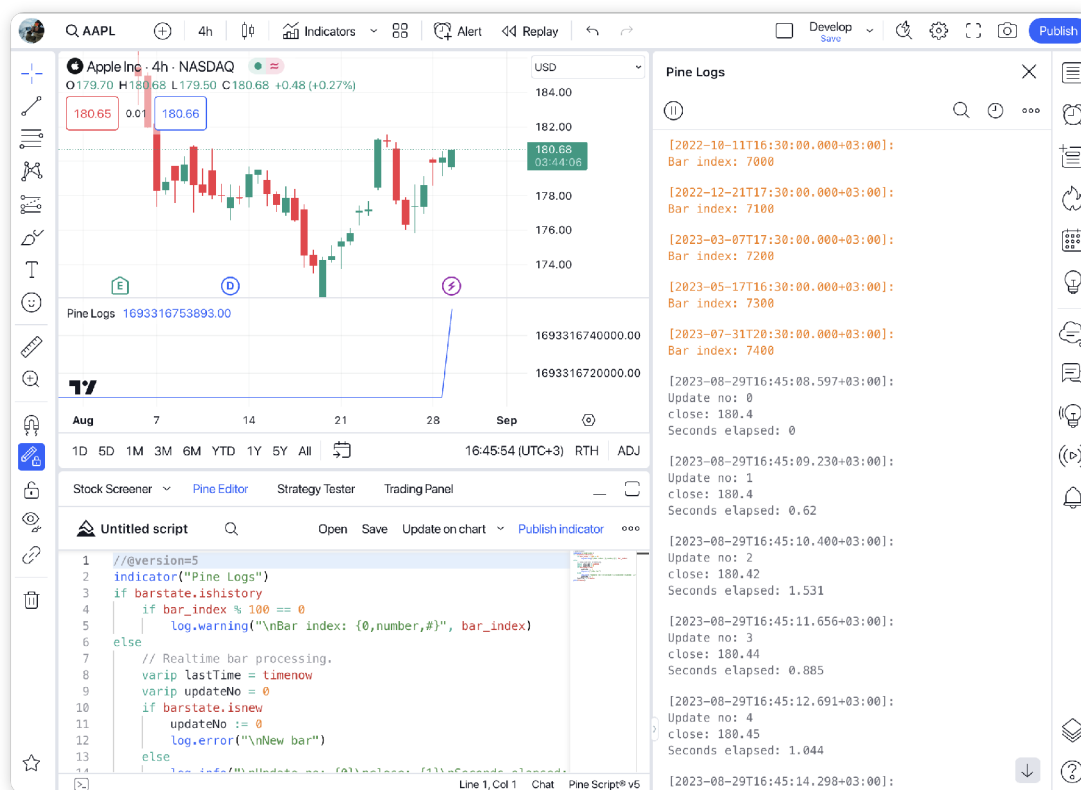 AAPL
4h
Indicators
Alert
Replay
Develop
Save
Publish
Apple Inc · 4h · NASDAQ
O179.70 H180.68 L179.50 C180.68 +0.48 (+0.27%)
180.65
0.01
180.66
USD
184.00
182.00
180.68
03:44:06
178.00
176.00
174.00
E
D
Pine Logs 1693316753893.00
1693316740000.00
1693316720000.00
Aug 7 14 21 28 Sep
1D 5D 1M 3M 6M YTD 1Y 5Y All
16:45:54 (UTC+3) RTH ADJ
Stock Screener Pine Editor Strategy Tester Trading Panel
Untitled script
Open Save Update on chart Publish indicator
1 //@version=5
2 indicator("Pine Logs")
3 if barstate.ishistory
4 if bar_index % 100 == 0
5 log.warning("\nBar index: {0,number,#}", bar_index)
6 else
7 // Realtime bar processing.
8 varip lastTime = timenow
9 varip updateNo = 0
10 if barstate.isnew
11 updateNo := 0
12 log.error("\nNew bar")
13 else
14 log.info("\nUpdate no: {0}\nclose: {1}\nSeconds elapsed:
Line 1, Col 1 Chat Pine Script® v5
Pine Logs
[2022-10-11T16:30:00.000+03:00]:
Bar index: 7000
[2022-12-21T17:30:00.000+03:00]:
Bar index: 7100
[2023-03-07T17:30:00.000+03:00]:
Bar index: 7200
[2023-05-17T16:30:00.000+03:00]:
Bar index: 7300
[2023-07-31T20:30:00.000+03:00]:
Bar index: 7400
[2023-08-29T16:45:08.597+03:00]:
Update no: 0
close: 180.4
Seconds elapsed: 0
[2023-08-29T16:45:09.230+03:00]:
Update no: 1
close: 180.4
Seconds elapsed: 0.62
[2023-08-29T16:45:10.400+03:00]:
Update no: 2
close: 180.42
Seconds elapsed: 1.531
[2023-08-29T16:45:11.656+03:00]:
Update no: 3
close: 180.44
Seconds elapsed: 0.885
[2023-08-29T16:45:12.691+03:00]:
Update no: 4
close: 180.45
Seconds elapsed: 1.044
[2023-08-29T16:45:14.298+03:00]: